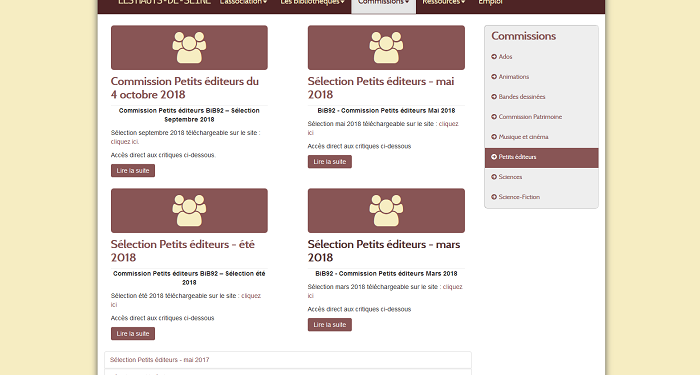 LES HAUTS-DE-SEINE
L'association
Les bibliothèques
Commissions
Ressources
Emploi
Commission Petits éditeurs du
4 octobre 2018
Commission Petits éditeurs BiB92 – Sélection
Septembre 2018
Sélection septembre 2018 téléchargeable sur le site :
cliquez ici
Accès direct aux critiques ci-dessous
Lire la suite
Sélection Petits éditeurs - mai
2018
BiB92 - Commission Petits éditeurs Mai 2018
Sélection mai 2018 téléchargeable sur le site : cliquez
ici
Accès direct aux critiques ci-dessous
Lire la suite
Sélection Petits éditeurs - été
2018
Commission Petits éditeurs BiB92 – Sélection été
2018
Sélection été 2018 téléchargeable sur le site : cliquez
ici
Accès direct aux critiques ci-dessous
Lire la suite
Sélection Petits éditeurs - mars
2018
BiB92 - Commission Petits éditeurs Mars 2018
Sélection mars 2018 téléchargeable sur le site : cliquez
ici
Accès direct aux critiques ci-dessous
Lire la suite
Sélection Petits éditeurs - mai 2017
Commissions
Ados
Animations
Bandes dessinées
Commission Patrimoine
Musique et cinéma
Petits éditeurs
Sciences
Science-Fiction